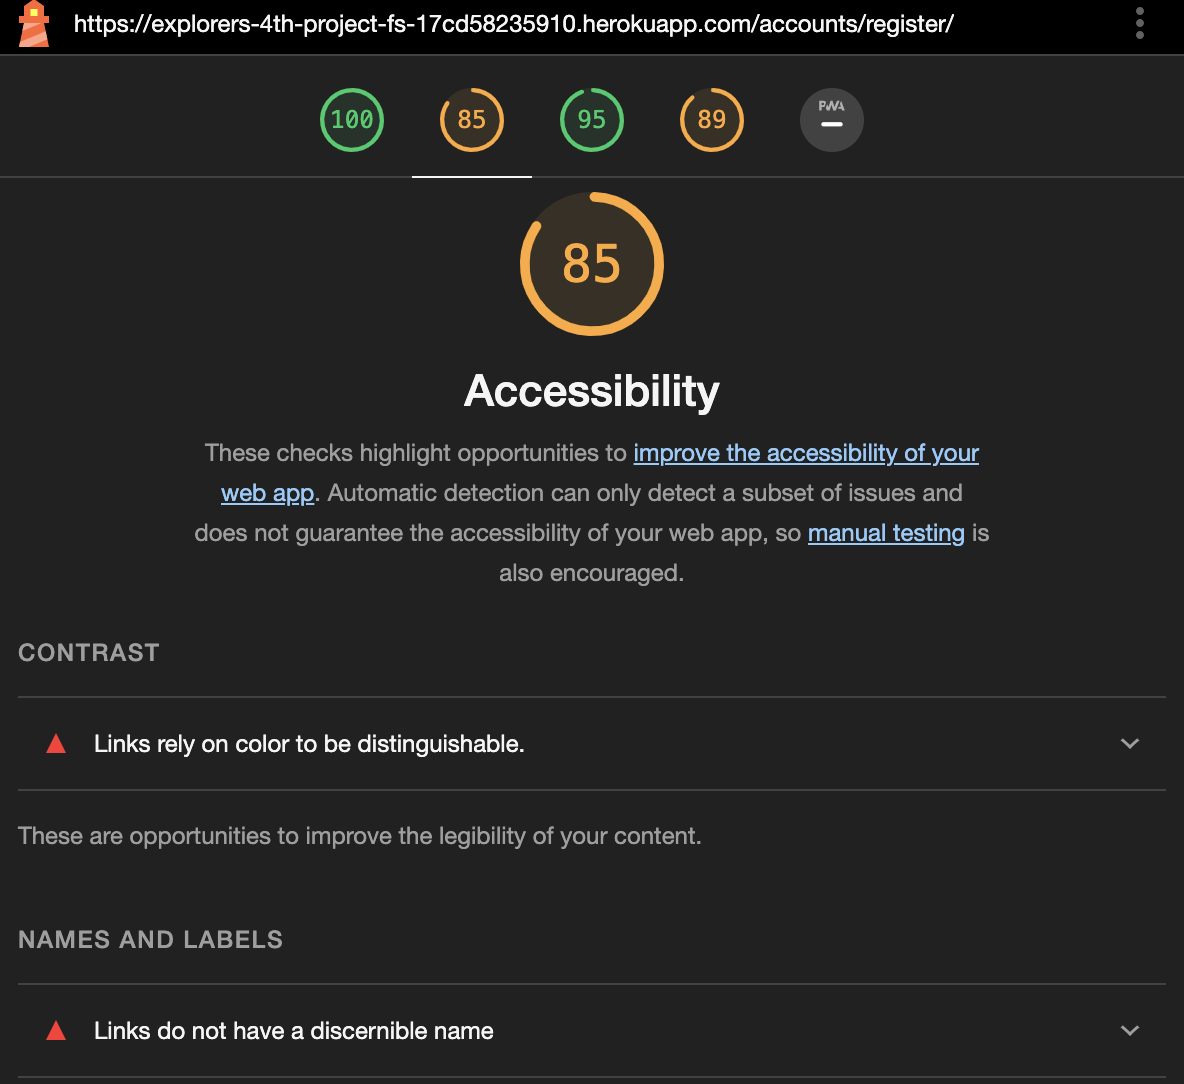 https://explorers-4th-project-fs-17cd58235910.herokuapp.com/accounts/register/
100
85
95
89
PWA
85
Accessibility
These checks highlight opportunities to improve the accessibility of your
web app. Automatic detection can only detect a subset of issues and
does not guarantee the accessibility of your web app, so manual testing is
also encouraged.
CONTRAST
Links rely on color to be distinguishable.
These are opportunities to improve the legibility of your content.
NAMES AND LABELS
Links do not have a discernible name